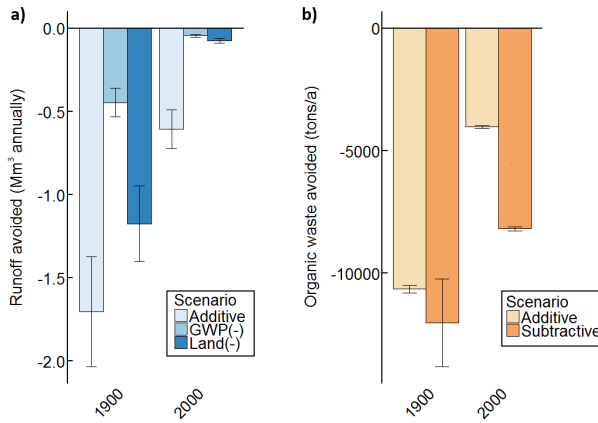 a)
Runoff avoided (Mm³ annually)
0.0
-0.5
-1.0
-1.5
-2.0
1900
2000
Scenario
Additive
GWP(-)
Land(-)
b)
Organic waste avoided (tons/a)
0
-5000
-10000
1900
2000
Scenario
Additive
Subtractive